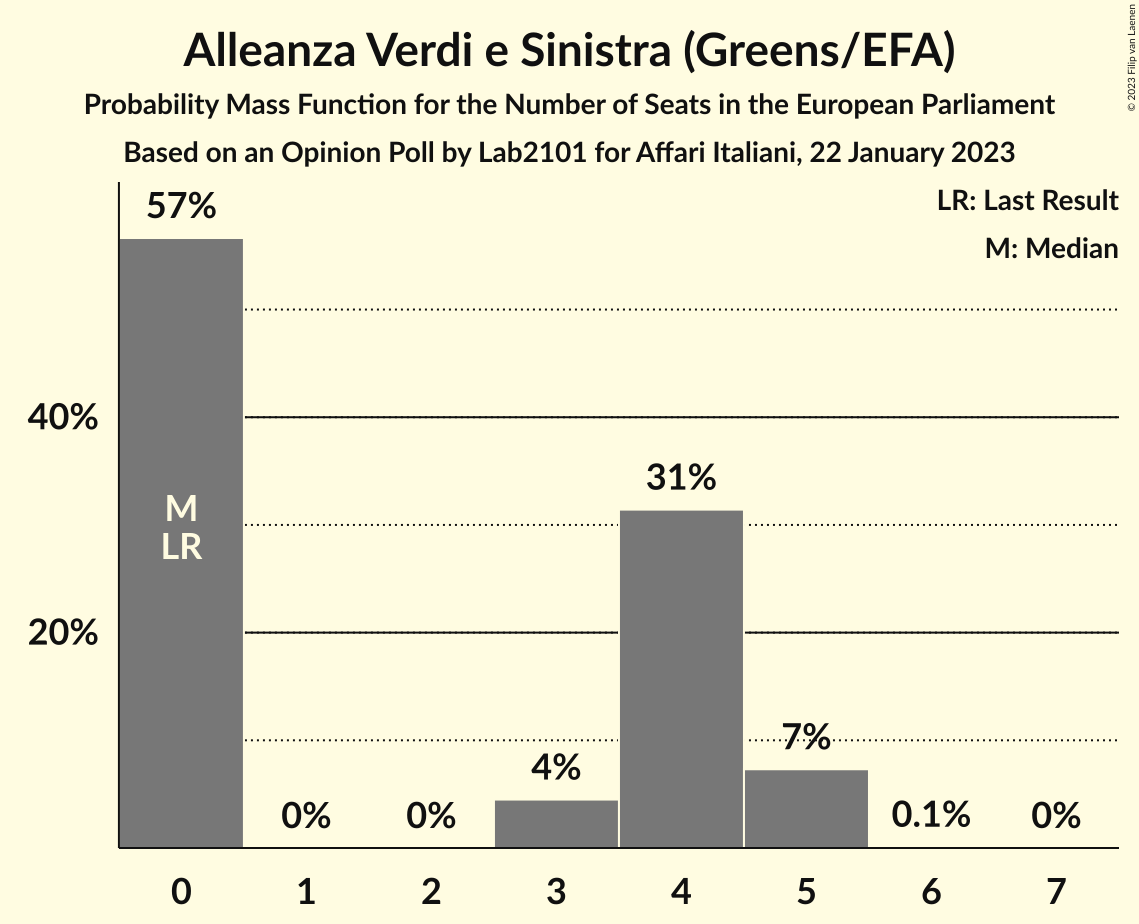 Alleanza Verdi e Sinistra (Greens/EFA)
Probability Mass Function for the Number of Seats in the European Parliament
Based on an Opinion Poll by Lab2101 for Affari Italiani, 22 January 2023
© 2023 Filip van Laenen
LR: Last Result
M: Median
57%
40%
31%
M
LR
20%
7%
4%
0%
0%
0.1%
0%
0 1 2 3 4 5 6 7